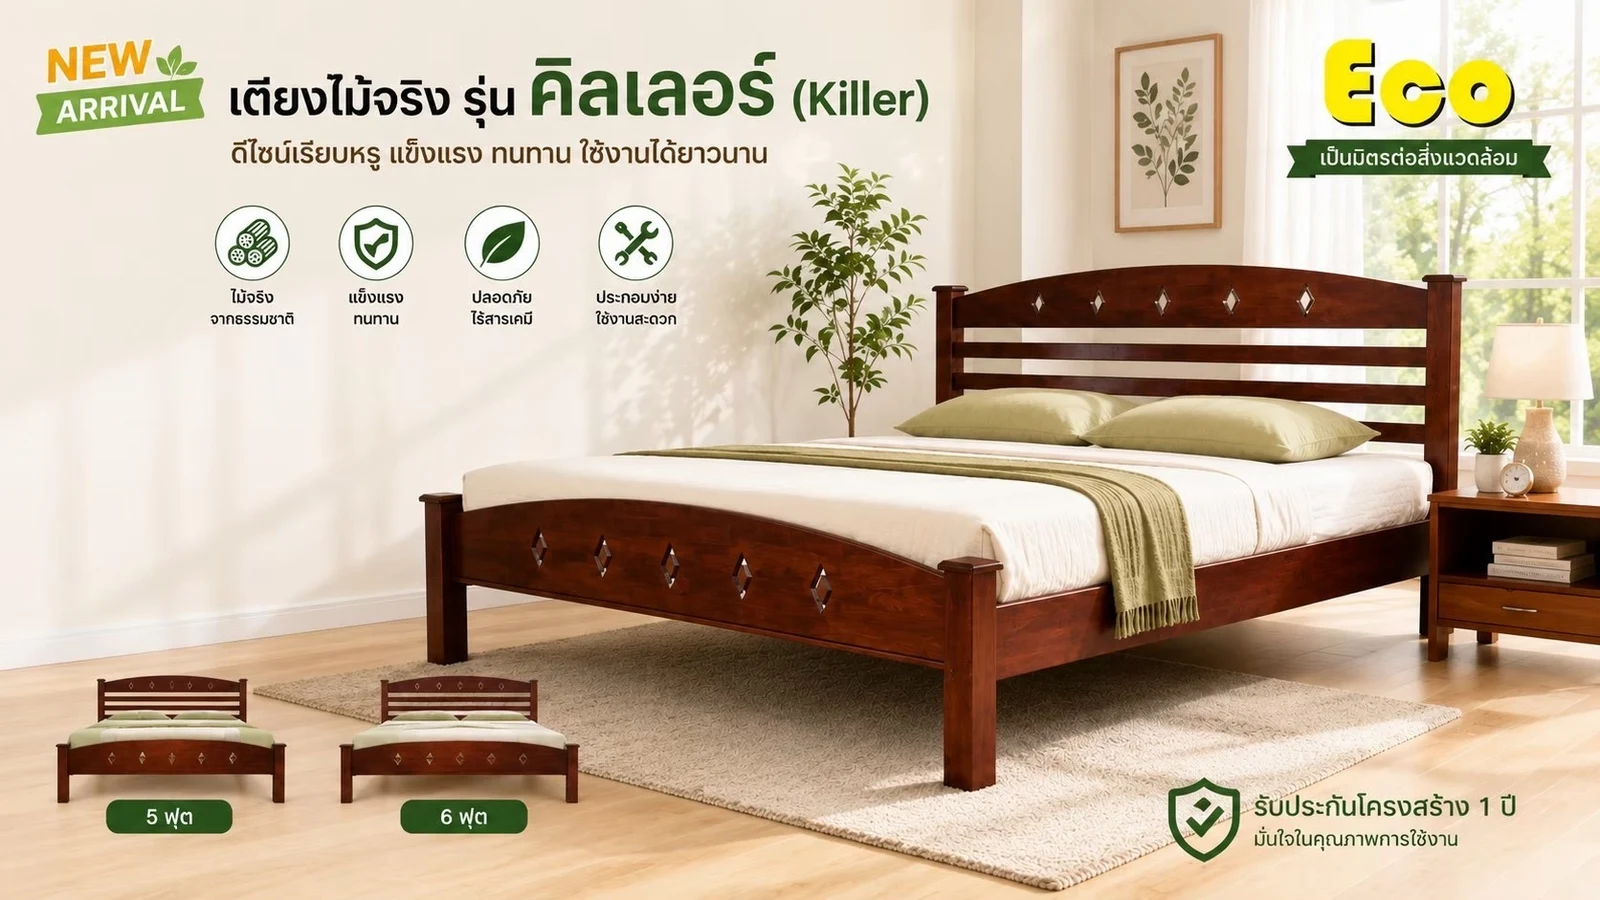 NEW
ARRIVAL
เตียงไม้จริง รุ่น คิลเลอร์ (Killer)
ดีไซน์เรียบหรู แข็งแรง ทนทาน ใช้งานได้ยาวนาน
Eco
เป็นมิตรต่อสิ่งแวดล้อม
ไม้จริง
จากธรรมชาติ
แข็งแรง
ทนทาน
ปลอดภัย
ไร้สารเคมี
ประกอบง่าย
ใช้งานสะดวก
5 ฟุต
6 ฟุต
รับประกันโครงสร้าง 1 ปี
มั่นใจในคุณภาพการใช้งาน